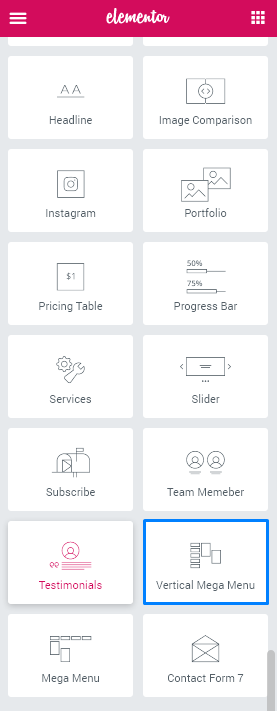 elementor
Headline
Image Comparison
Instagram
Portfolio
$1
Pricing Table
50%
75%
Progress Bar
Services
Slider
Subscribe
Team Memeber
Testimonials
Vertical Mega Menu
Mega Menu
Contact Form 7